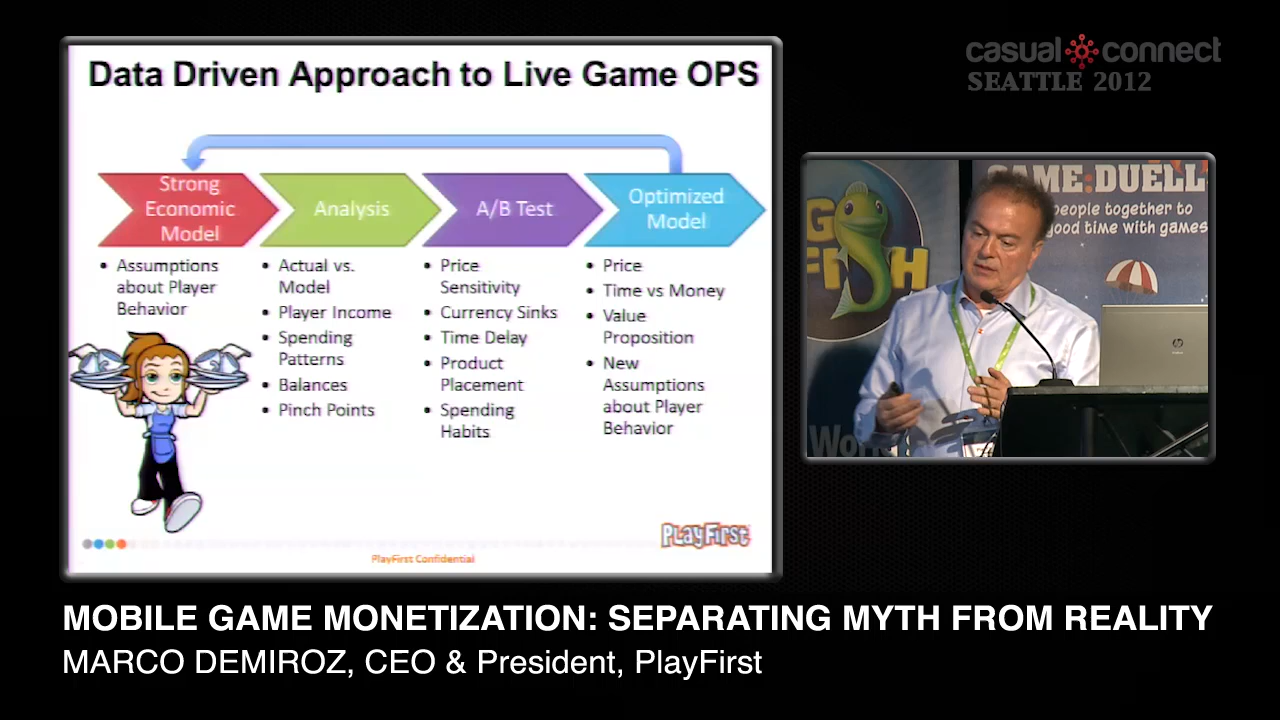 Data Driven Approach to Live Game OPS
casual connect
SEATTLE 2012
Strong
Economic
Model
Analysis
A/B Test
Optimized
Model
• Assumptions
about Player
Behavior
• Actual vs.
Model
• Player Income
• Spending
Patterns
• Balances
• Pinch Points
• Price
Sensitivity
• Currency Sinks
• Time Delay
• Product
Placement
• Spending
Habits
• Price
• Time vs Money
• Value
Proposition
• New
Assumptions
about Player
Behavior
PLAYFIRST
PlayFirst Confidential
GO
FISH
GAME:DUELL
people together to
good time with games
hp
MOBILE GAME MONETIZATION: SEPARATING MYTH FROM REALITY
MARCO DEMIROZ, CEO & President, PlayFirst